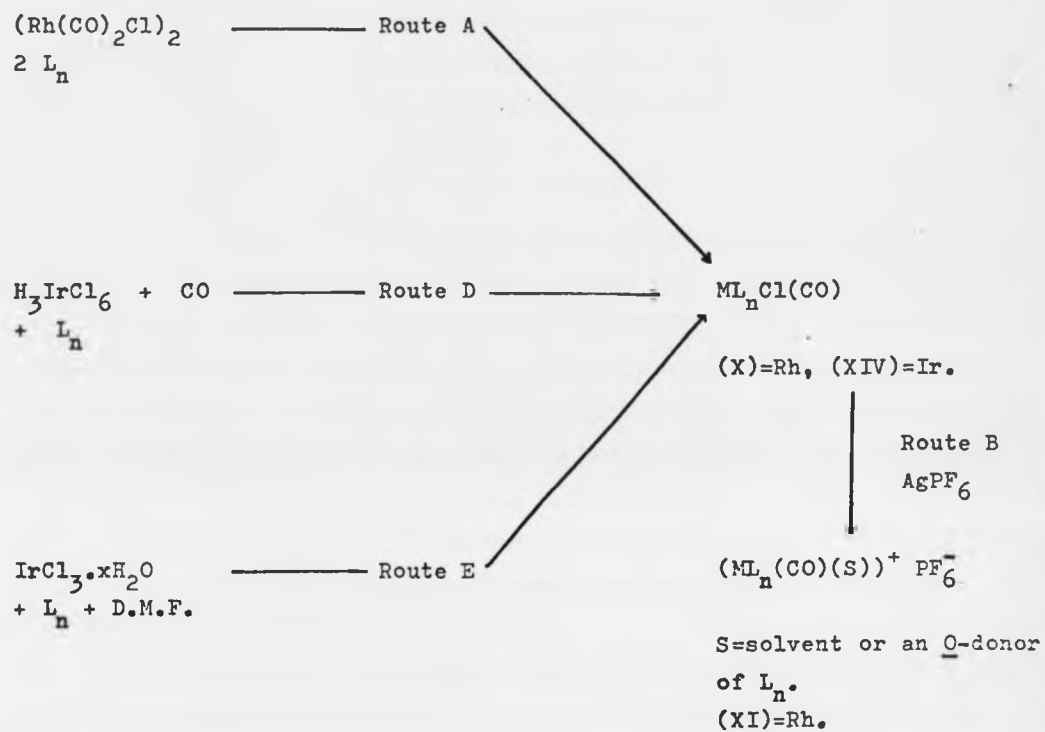 (Rh(CO)2Cl)2 Route A
2 Ln
H3IrCl6 + CO Route D MLnCl(CO)
+ Ln
(X)=Rh, (XIV)=Ir.
Route B
AgPF6
IrCl3.xH2O Route E (MLn(CO)(S))+ PF6-
+ Ln + D.M.F.
S=solvent or an O-donor
of Ln.
(XI)=Rh.